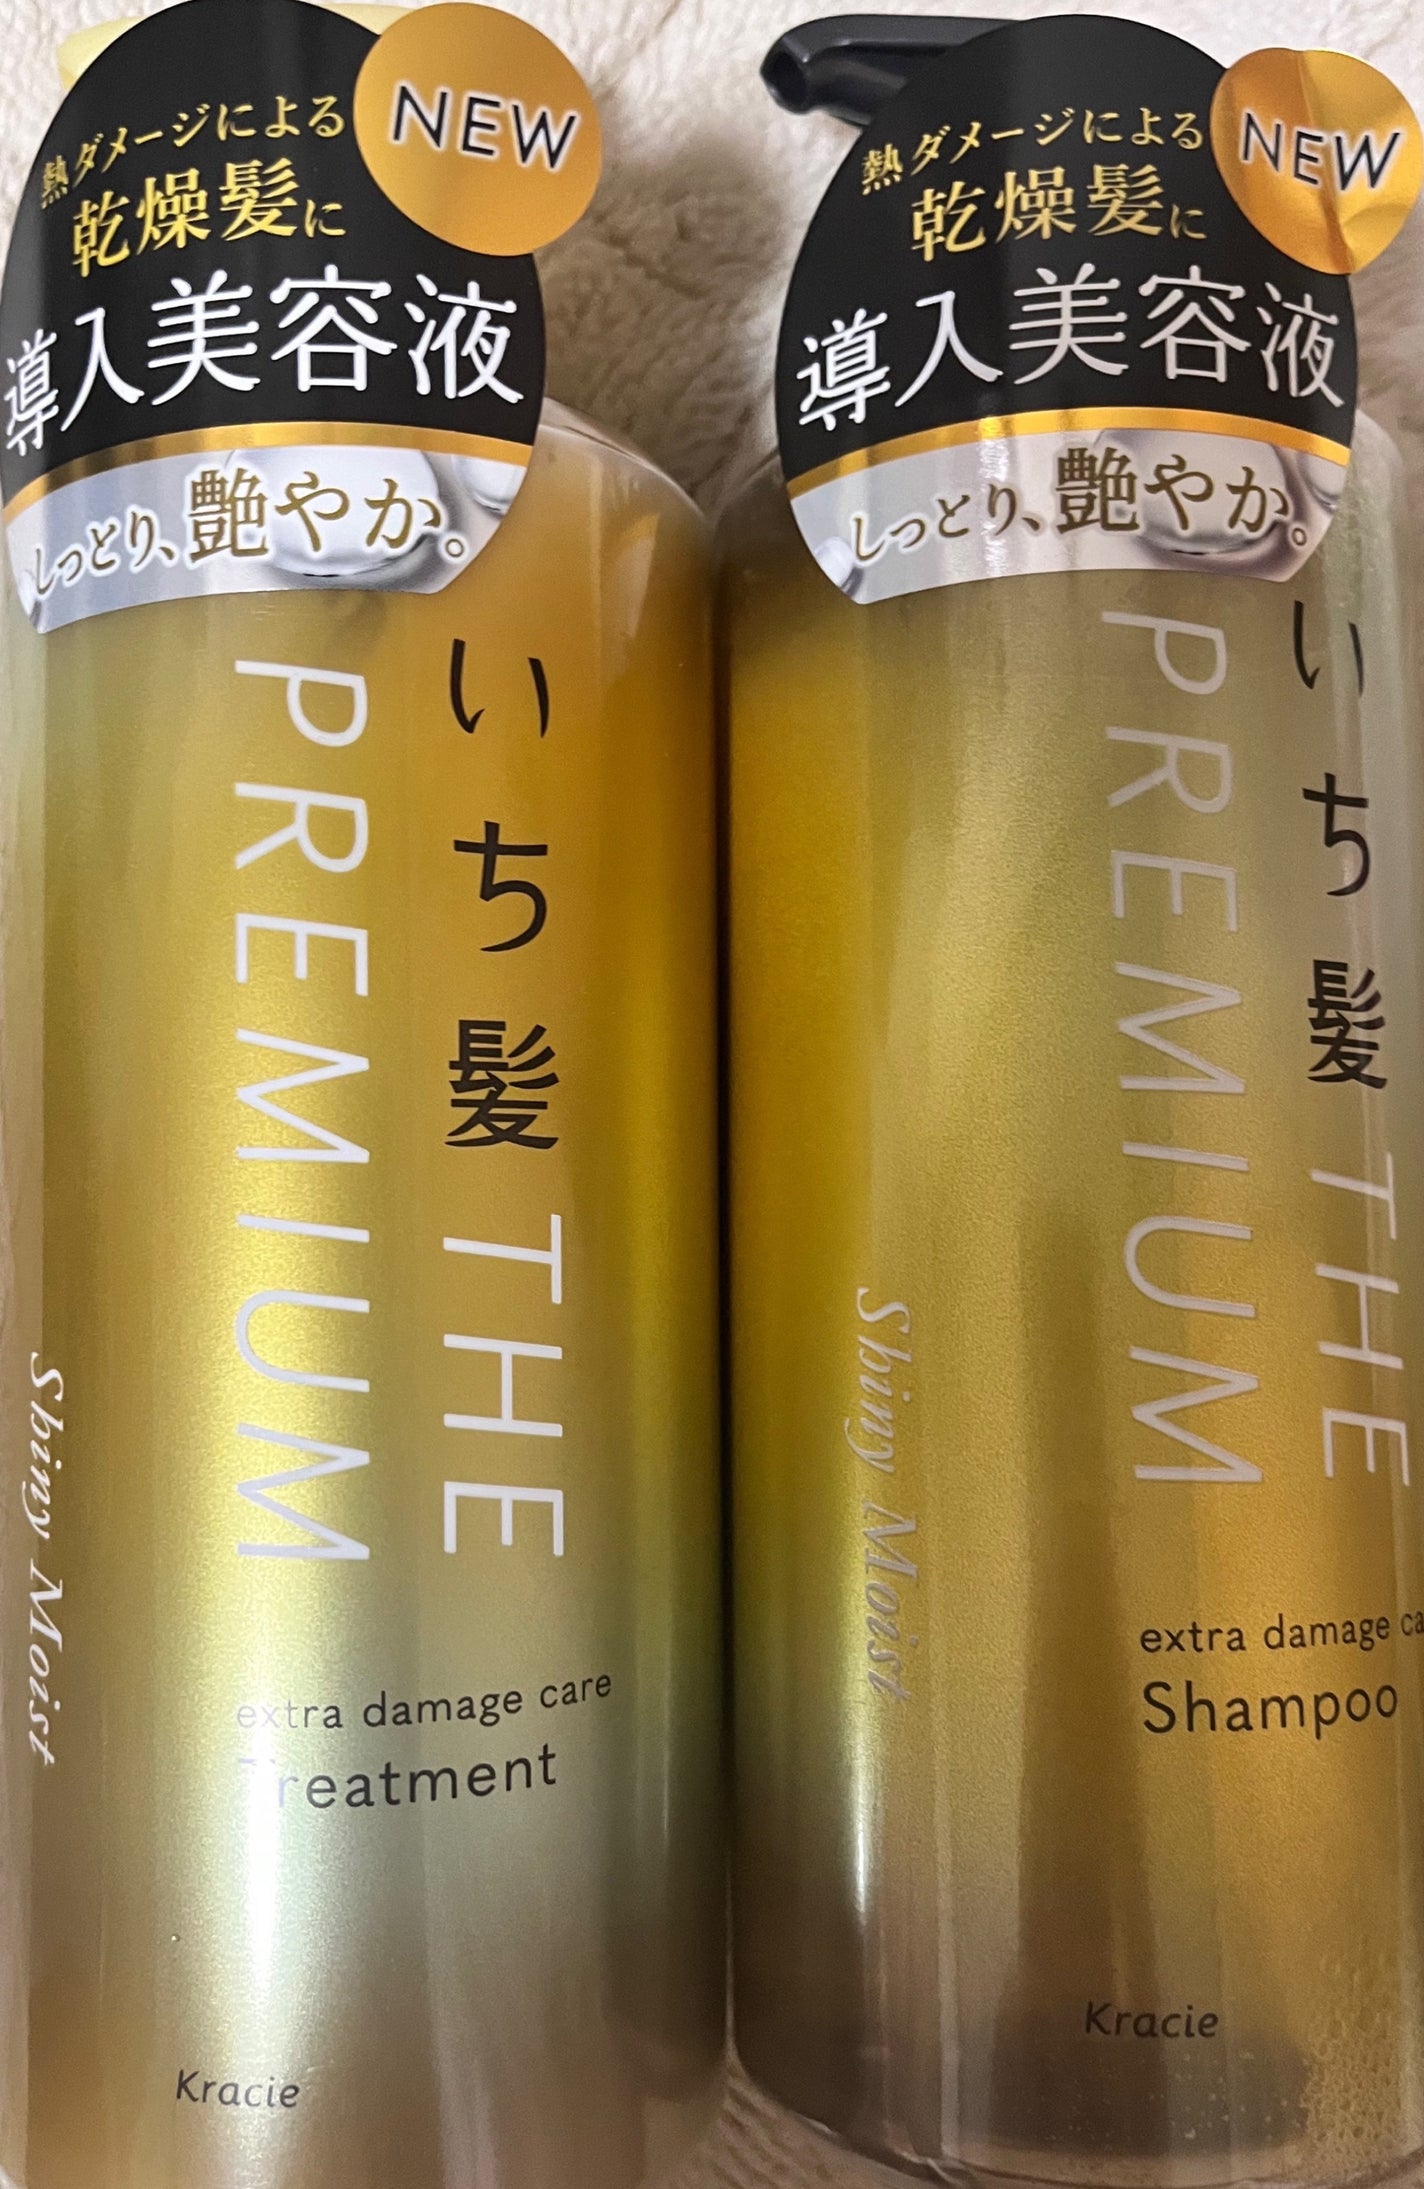 NEW
熱ダメージによる
乾燥髪に
導入美容液
しっとり、艶やか。
いち髪 THE
PREMIUM
Shiny Moist
extra damage care
Treatment
Kracie
NEW
熱ダメージによる
乾燥髪に
導入美容液
しっとり、艶やか。
いち髪 THE
PREMIUM
Shiny Moist
extra damage ca
Shampoo
Kracie